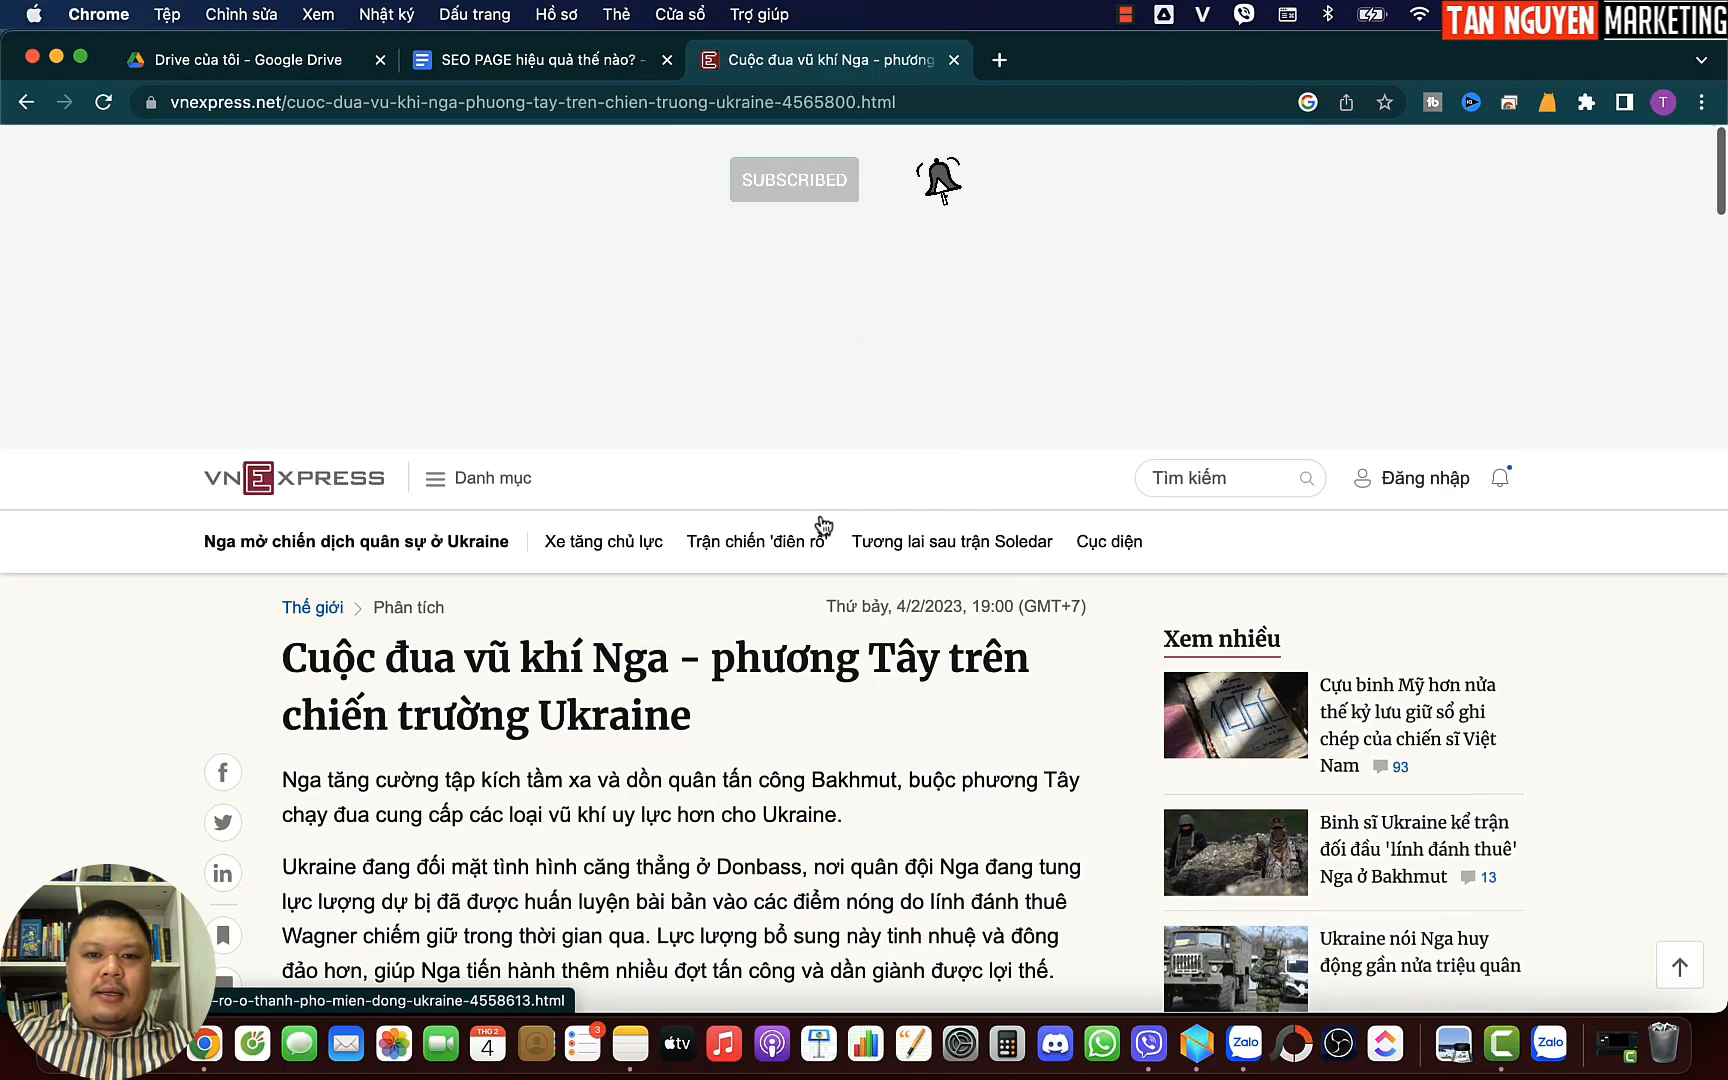 Chrome Tệp Chỉnh sửa Xem Nhật ký Dấu trang Hồ sơ Thẻ Cửa sổ Trợ giúp
TAN NGUYEN MARKETING
Drive của tôi - Google Drive
SEO PAGE hiệu quả thế nào? -
Cuộc đua vũ khí Nga - phương
vnexpress.net/cuoc-dua-vu-khi-nga-phuong-tay-tren-chien-truong-ukraine-4565800.html
T
SUBSCRIBED
VNEXPRESS
Danh mục
Tìm kiếm
Đăng nhập
Nga mở chiến dịch quân sự ở Ukraine
Xe tăng chủ lực
Trận chiến 'điên rồ'
Tương lai sau trận Soledar
Cục diện
Thế giới > Phân tích
Thứ bảy, 4/2/2023, 19:00 (GMT+7)
Cuộc đua vũ khí Nga - phương Tây trên
chiến trường Ukraine
Nga tăng cường tập kích tầm xa và dồn quân tấn công Bakhmut, buộc phương Tây
chạy đua cung cấp các loại vũ khí uy lực hơn cho Ukraine.
Ukraine đang đối mặt tình hình căng thẳng ở Donbass, nơi quân đội Nga đang tung
lực lượng dự bị đã được huấn luyện bài bản vào các điểm nóng do lính đánh thuê
Wagner chiếm giữ trong thời gian qua. Lực lượng bổ sung này tinh nhuệ và đông
đảo hơn, giúp Nga tiến hành thêm nhiều đợt tấn công và dần giành được lợi thế.
Xem nhiều
Cựu binh Mỹ hơn nửa
thế kỷ lưu giữ sổ ghi
chép của chiến sĩ Việt
Nam 93
Binh sĩ Ukraine kể trận
đối đầu 'lính đánh thuê'
Nga ở Bakhmut 13
Ukraine nói Nga huy
động gần nửa triệu quân
-ro-o-thanh-pho-mien-dong-ukraine-4558613.html
THG 2
4
3
tv
Zalo
Zalo